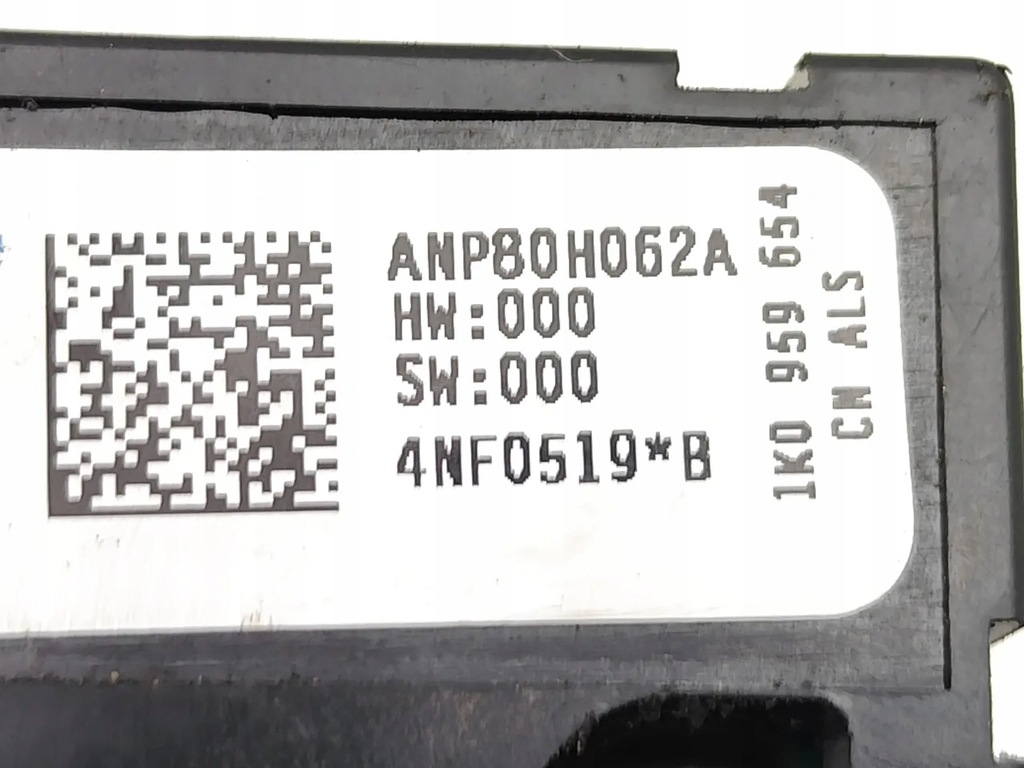 ANP80H062A
HW:000
SW:000
4NF0519*B
1K0 959 654
CN ALS